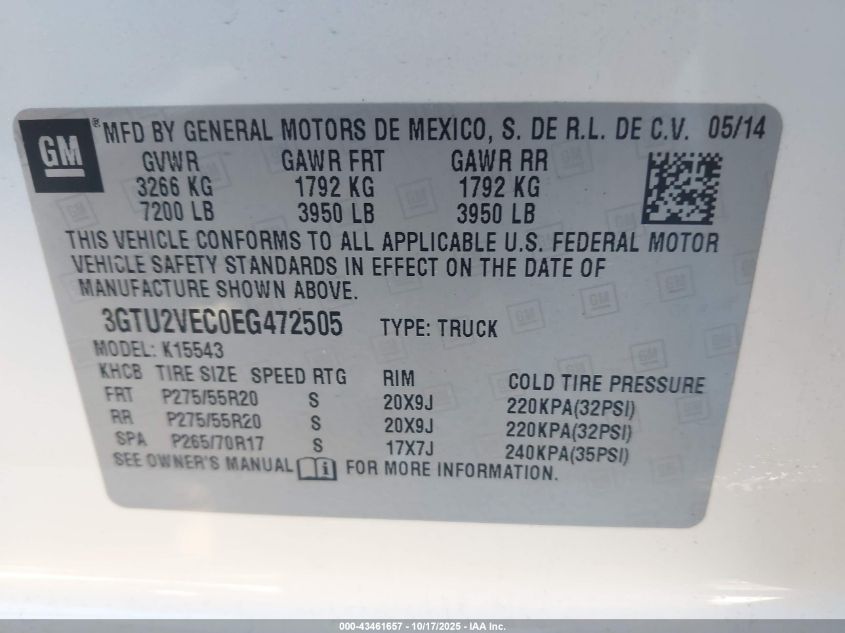 GM
® MFD BY GENERAL MOTORS DE MEXICO, S. DE R.L. DE C.V. 05/14
GVWR GAWR FRT GAWR RR
3266 KG 1792 KG 1792 KG
7200 LB 3950 LB 3950 LB
THIS VEHICLE CONFORMS TO ALL APPLICABLE U.S. FEDERAL MOTOR
VEHICLE SAFETY STANDARDS IN EFFECT ON THE DATE OF
MANUFACTURE SHOWN ABOVE.
3GTU2VEC0EG472505 TYPE: TRUCK
MODEL: K15543
KHCB TIRE SIZE SPEED RTG RIM COLD TIRE PRESSURE
FRT P275/55R20 S 20X9J 220KPA(32PSI)
RR P275/55R20 S 20X9J 220KPA(32PSI)
SPA P265/70R17 S 17X7J 240KPA(35PSI)
SEE OWNER'S MANUAL i FOR MORE INFORMATION.
000-43461657 - 10/17/2025 - IAA Inc.